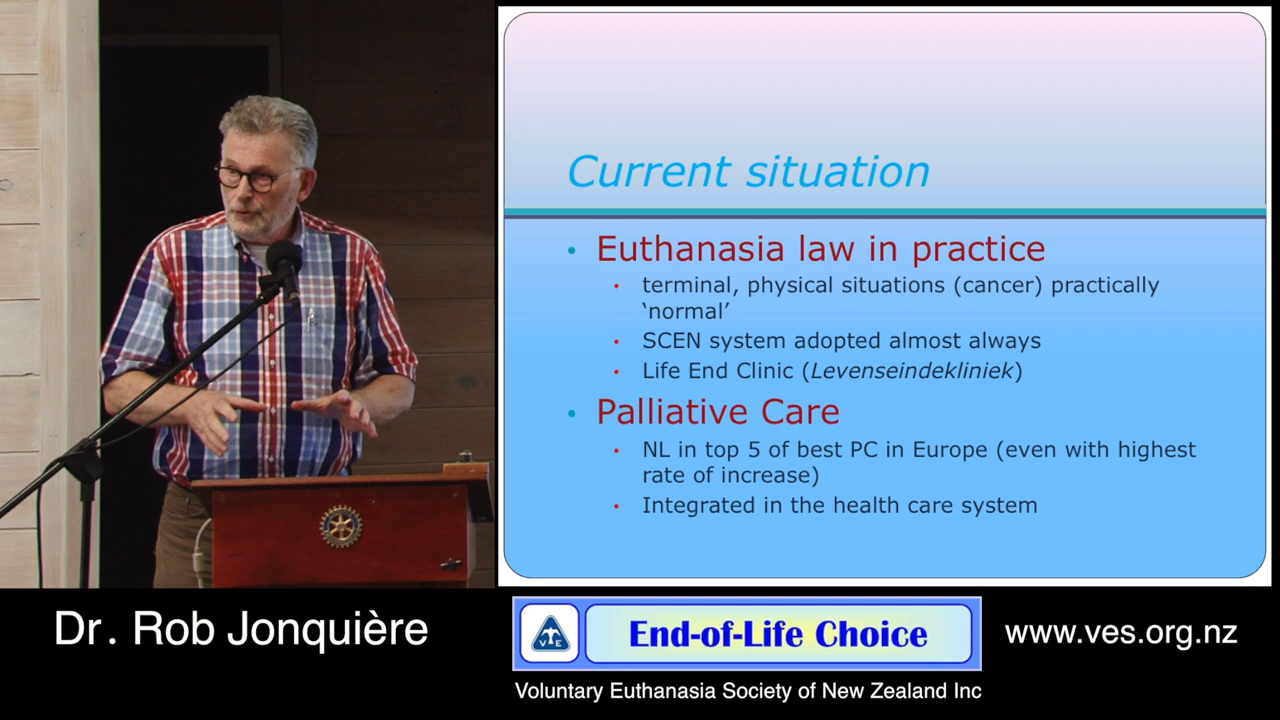 Current situation
• Euthanasia law in practice
• terminal, physical situations (cancer) practically
‘normal’
• SCEN system adopted almost always
• Life End Clinic (Levenseindekliniek)
• Palliative Care
• NL in top 5 of best PC in Europe (even with highest
rate of increase)
• Integrated in the health care system
Dr. Rob Jonquière
VE
End-of-Life Choice
www.ves.org.nz
Voluntary Euthanasia Society of New Zealand Inc